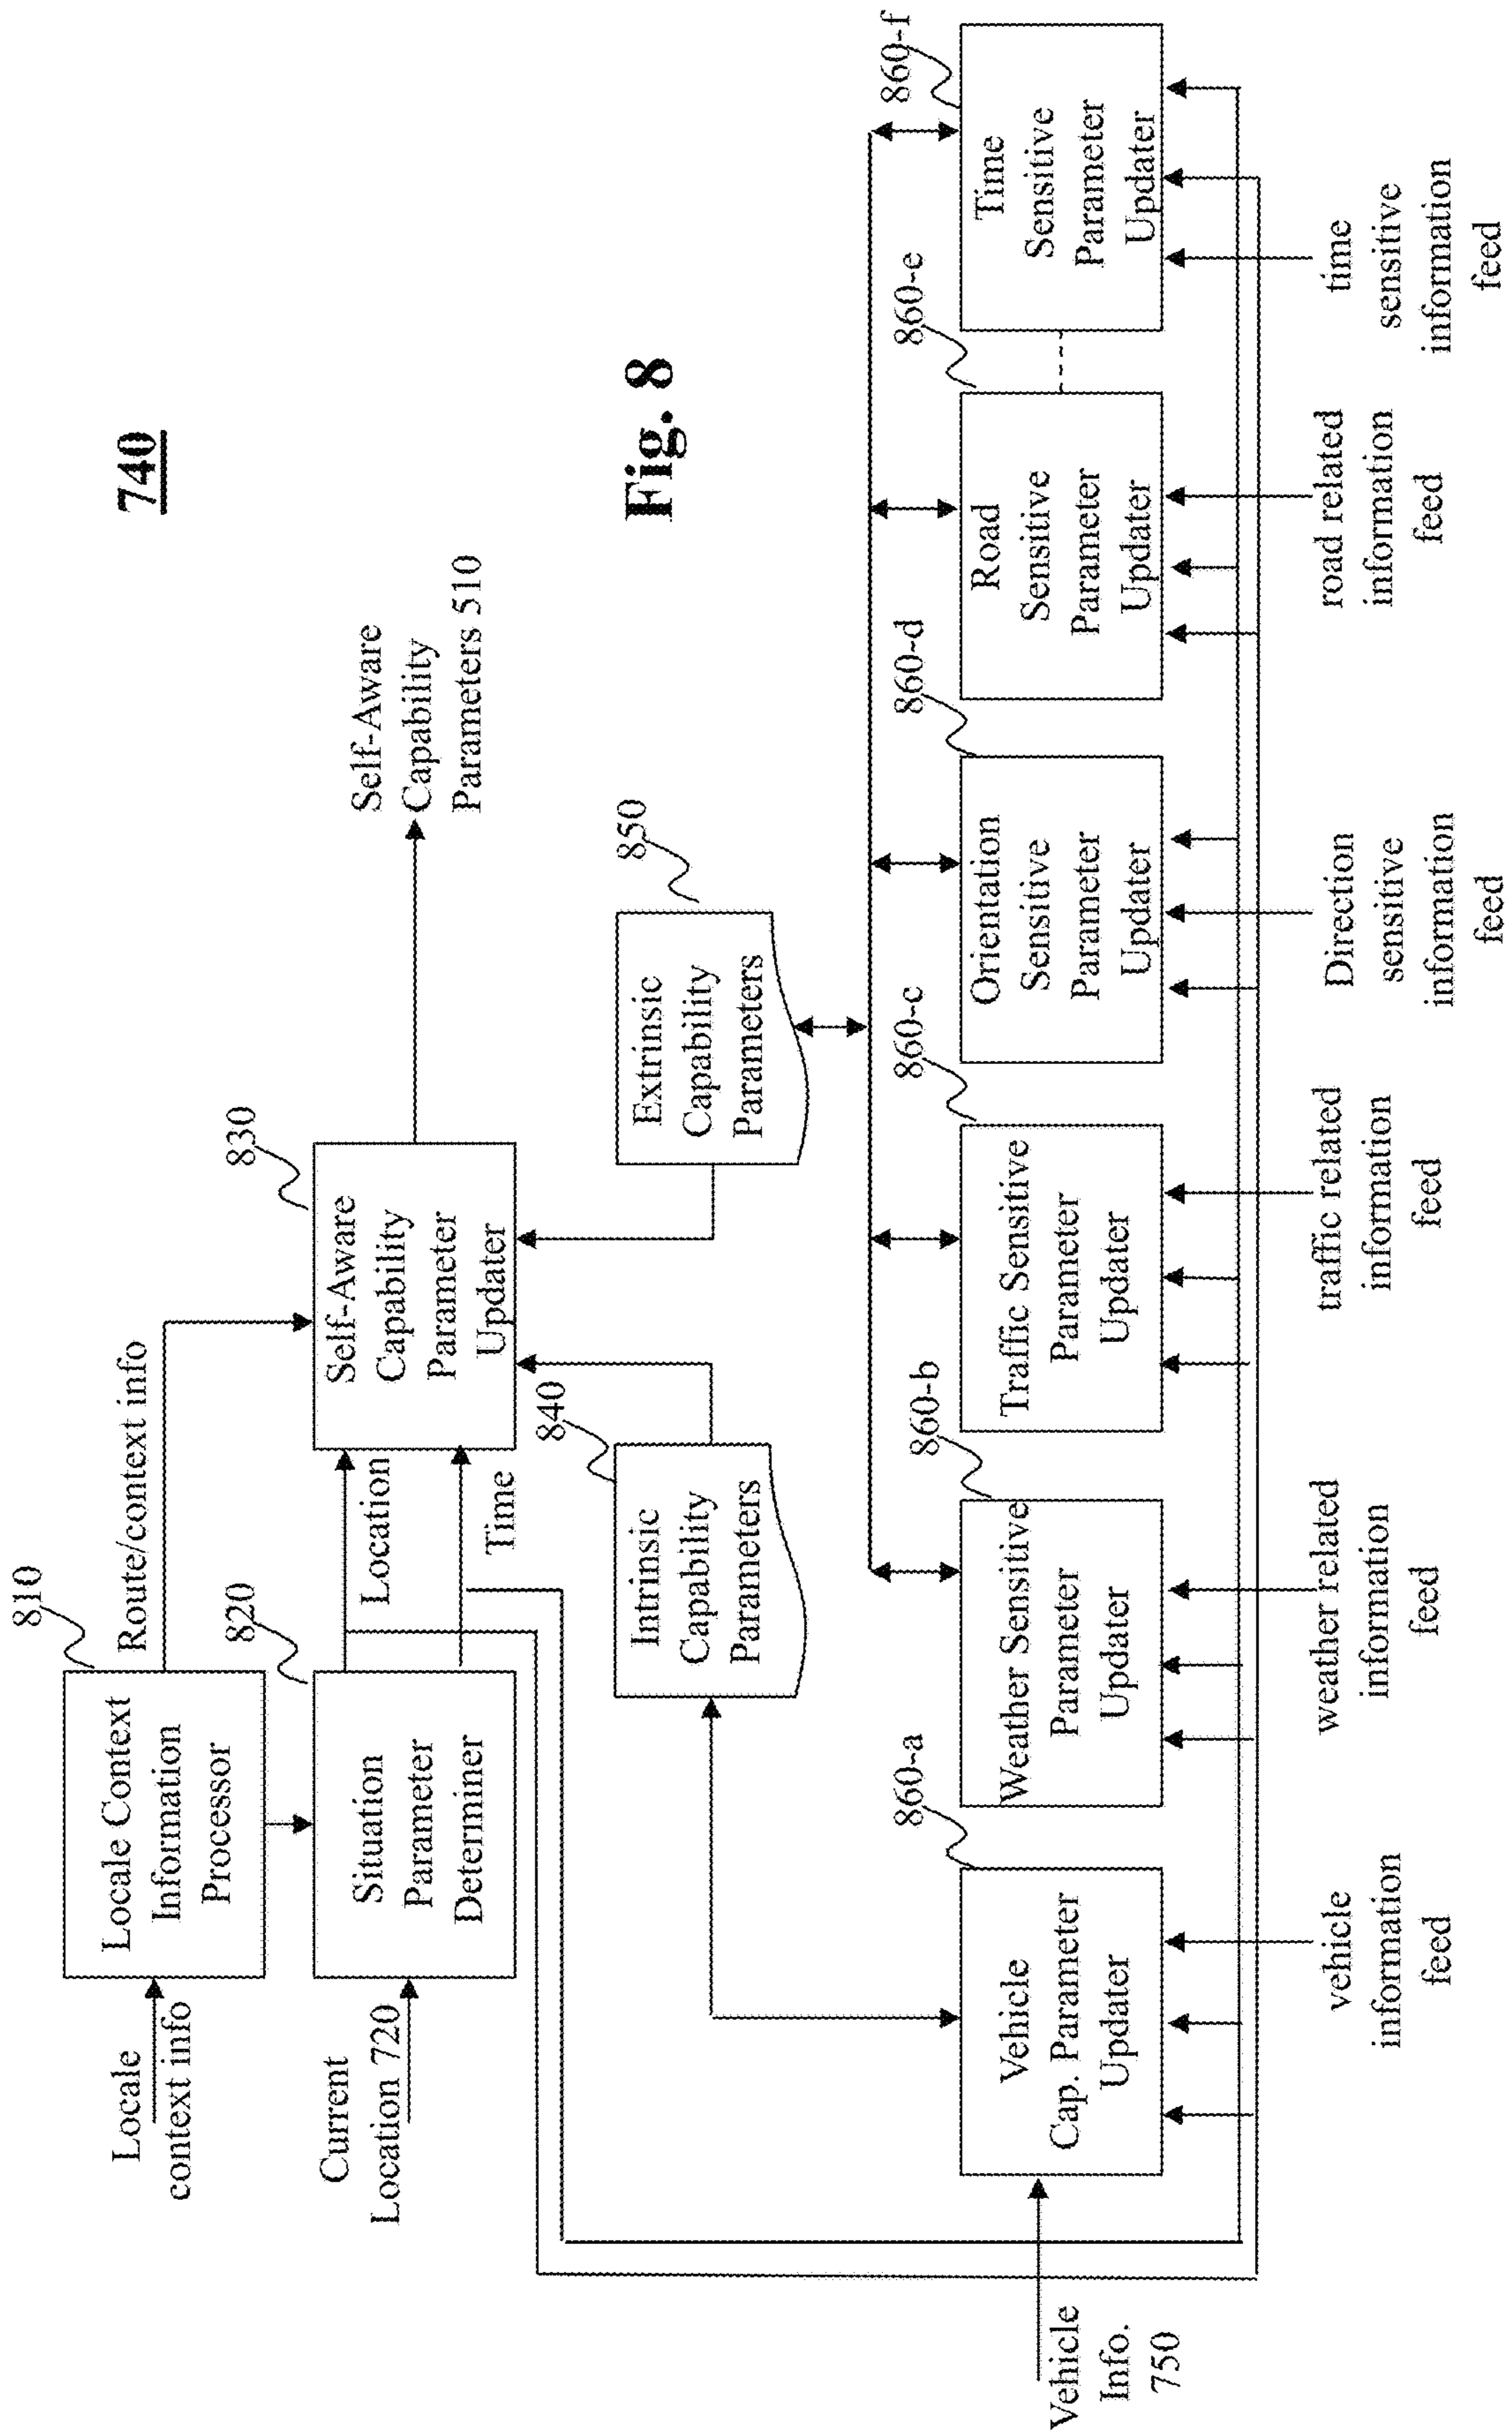 740
Fig. 8
Locale
context info
810
Locale Context
Information
Processor
Route/context info
Current
Location 720
820
Situation
Parameter
Determiner
Location
Time
830
Self-Aware
Capability
Parameter
Updater
Self-Aware
Capability
Parameters 510
840
Intrinsic
Capability
Parameters
850
Extrinsic
Capability
Parameters
Vehicle
Info.
750
860-a
Vehicle
Cap. Parameter
Updater
860-b
Weather Sensitive
Parameter
Updater
860-c
Traffic Sensitive
Parameter
Updater
860-d
Orientation
Sensitive
Parameter
Updater
860-e
Road
Sensitive
Parameter
Updater
860-f
Time
Sensitive
Parameter
Updater
vehicle
information
feed
weather related
information
feed
traffic related
information
feed
Direction
sensitive
information
feed
road related
information
feed
time
sensitive
information
feed